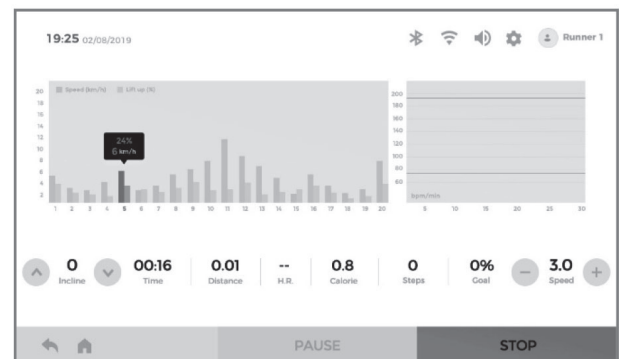 19:25 02/08/2019
Runner 1
Speed (km/h) Lift up (%)
20
18
16
14
12
10
8
6
4
2
24%
6 km/h
1 2 3 4 5 6 7 8 9 10 11 12 13 14 15 16 17 18 19 20
200
180
160
140
120
100
80
60
bpm/min
5 10 15 20 25 30
0 00:16 0.01 -- 0.8 0 0% 3.0
Incline Time Distance H.R. Calorie Steps Goal Speed
PAUSE STOP